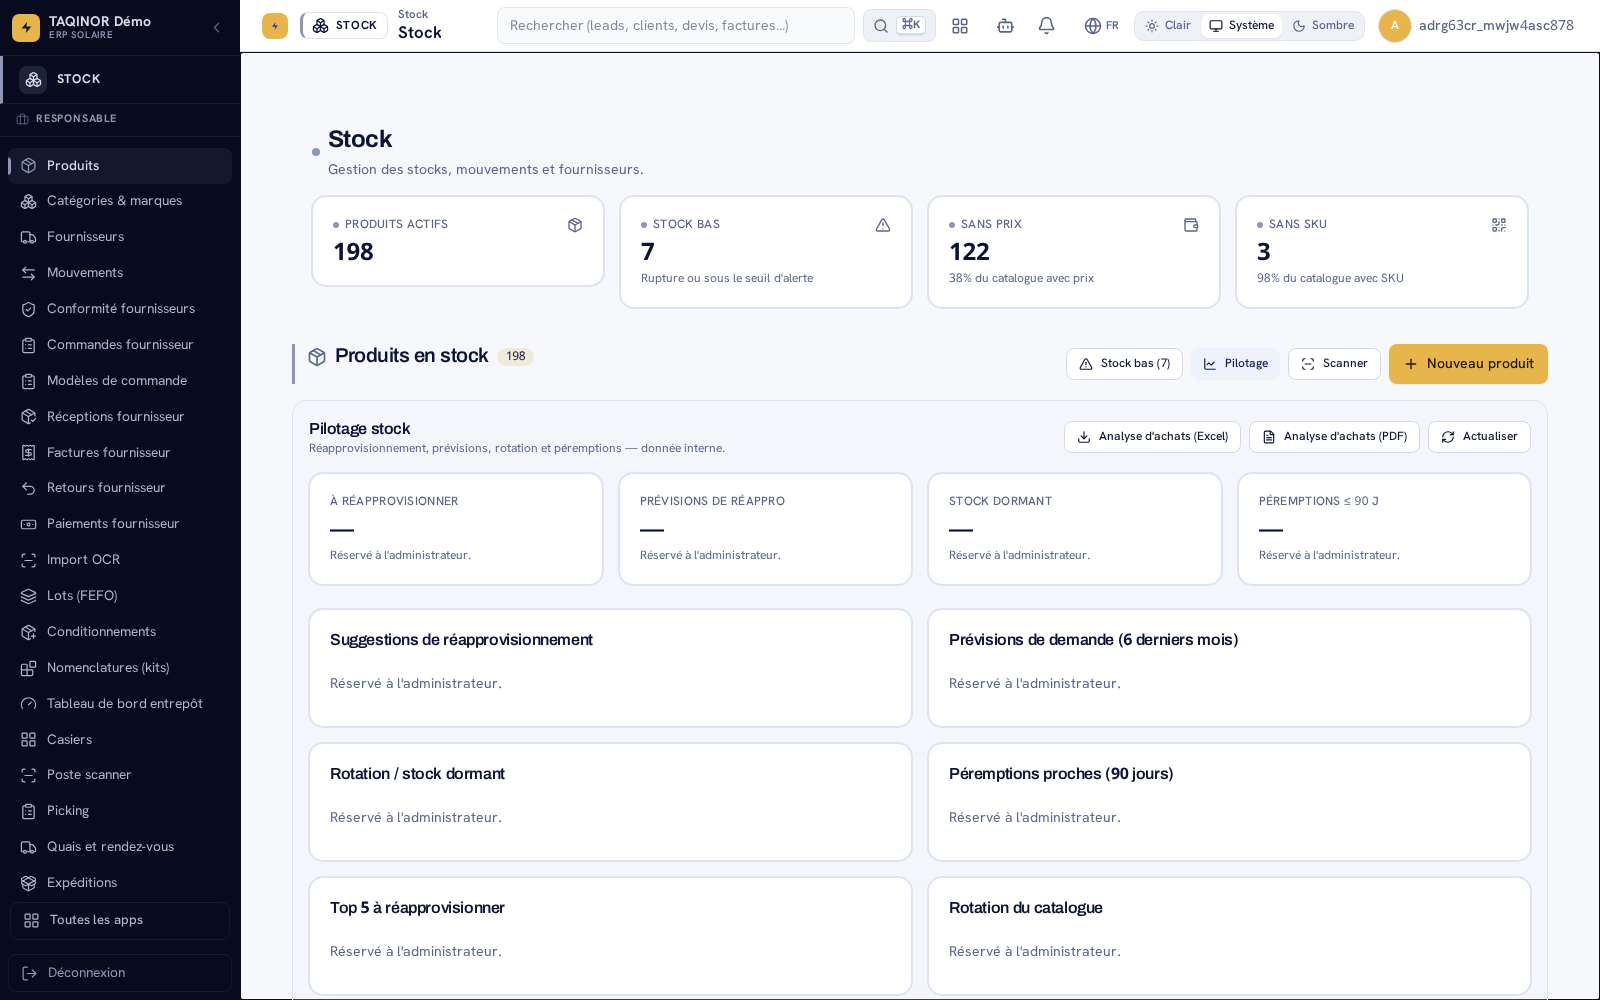 TAQINOR Démo
ERP SOLAIRE
STOCK
RESPONSABLE
Produits
Catégories & marques
Fournisseurs
Mouvements
Conformité fournisseurs
Commandes fournisseur
Modèles de commande
Réceptions fournisseur
Factures fournisseur
Retours fournisseur
Paiements fournisseur
Import OCR
Lots (FEFO)
Conditionnements
Nomenclatures (kits)
Tableau de bord entrepôt
Casiers
Poste scanner
Picking
Quais et rendez-vous
Expéditions
Toutes les apps
Déconnexion
STOCK
Stock
Stock
Rechercher (leads, clients, devis, factures...)
⌘K
FR
Clair
Système
Sombre
A
adrg63cr_mwjw4asc878
Stock
Gestion des stocks, mouvements et fournisseurs.
PRODUITS ACTIFS
198
STOCK BAS
7
Rupture ou sous le seuil d'alerte
SANS PRIX
122
38% du catalogue avec prix
SANS SKU
3
98% du catalogue avec SKU
Produits en stock 198
Stock bas (7)
Pilotage
Scanner
Nouveau produit
Pilotage stock
Réapprovisionnement, prévisions, rotation et péremptions — donnée interne.
Analyse d'achats (Excel)
Analyse d'achats (PDF)
Actualiser
À RÉAPPROVISIONNER
—
Réservé à l'administrateur.
PRÉVISIONS DE RÉAPPRO
—
Réservé à l'administrateur.
STOCK DORMANT
—
Réservé à l'administrateur.
PÉREMPTIONS ≤ 90 J
—
Réservé à l'administrateur.
Suggestions de réapprovisionnement
Réservé à l'administrateur.
Prévisions de demande (6 derniers mois)
Réservé à l'administrateur.
Rotation / stock dormant
Réservé à l'administrateur.
Péremptions proches (90 jours)
Réservé à l'administrateur.
Top 5 à réapprovisionner
Réservé à l'administrateur.
Rotation du catalogue
Réservé à l'administrateur.